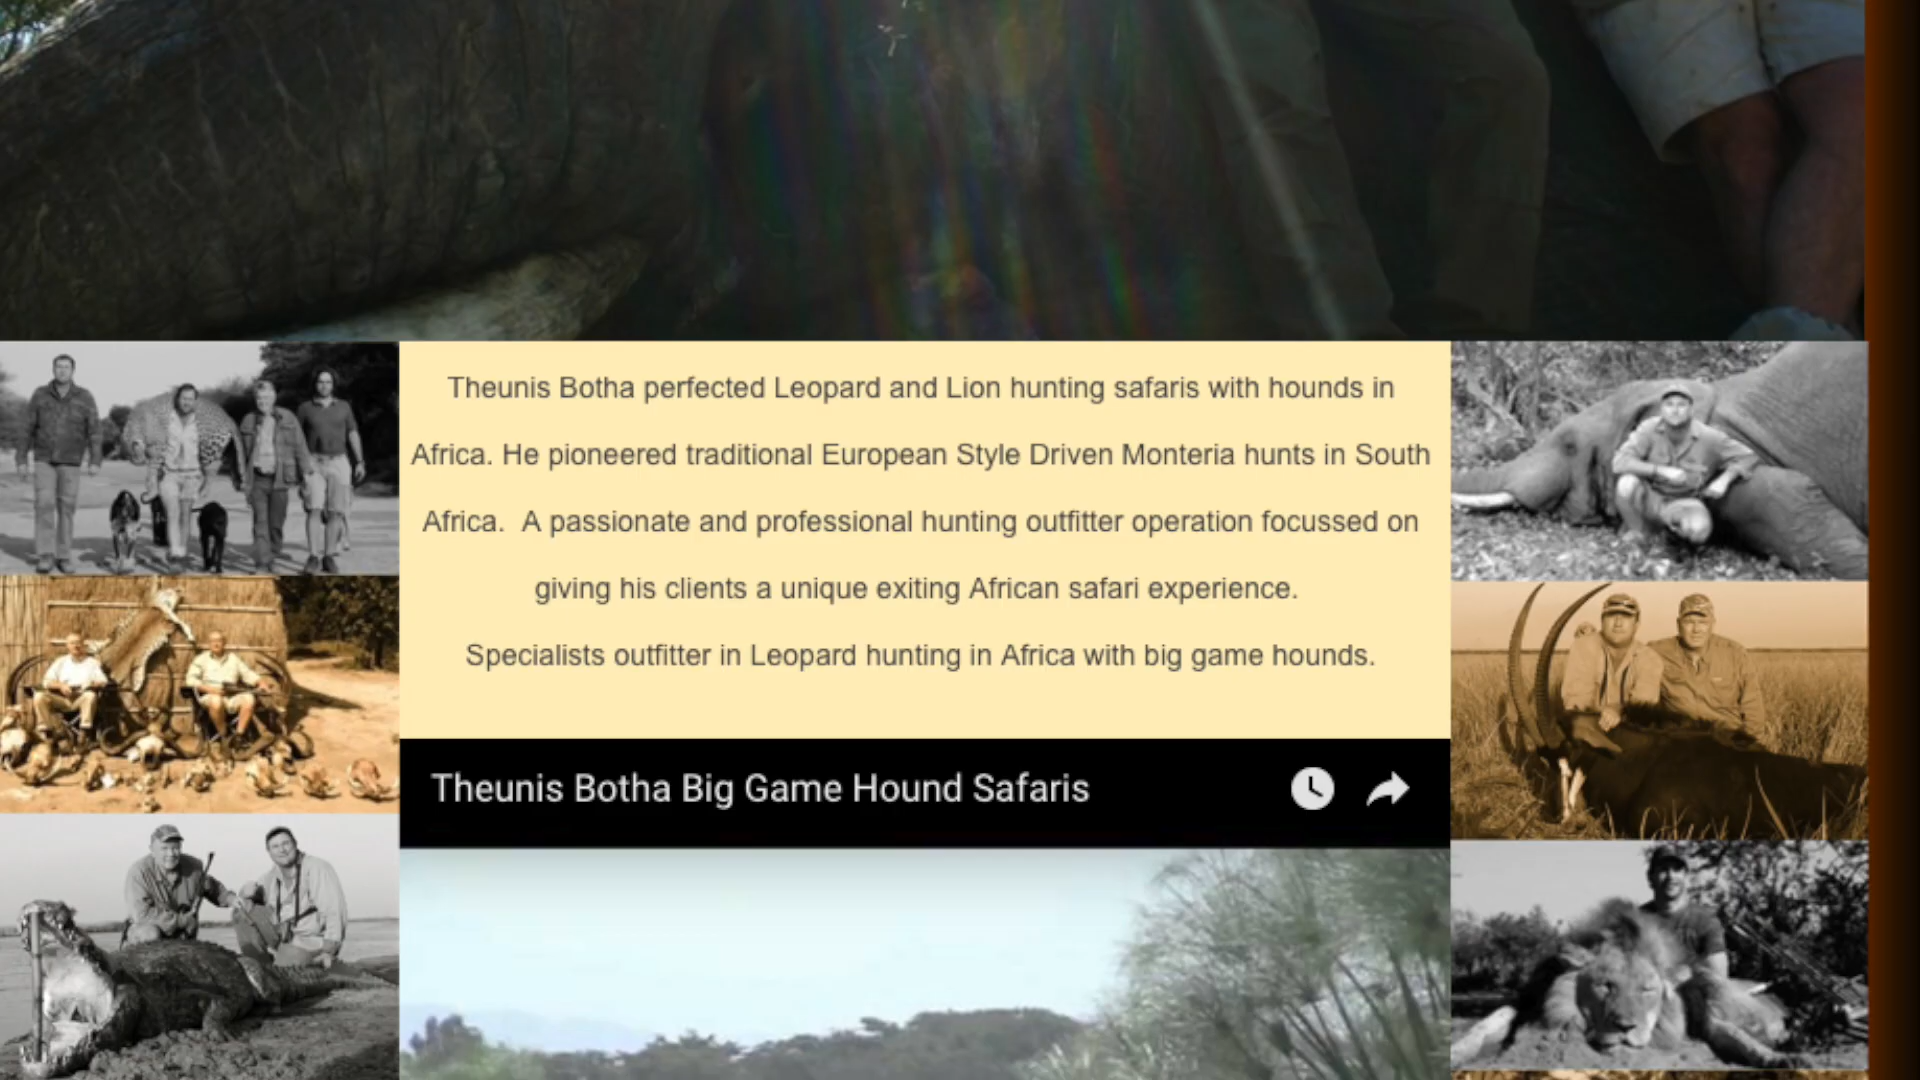 Theunis Botha perfected Leopard and Lion hunting safaris with hounds in
Africa. He pioneered traditional European Style Driven Monteria hunts in South
Africa. A passionate and professional hunting outfitter operation focussed on
giving his clients a unique exiting African safari experience.
Specialists outfitter in Leopard hunting in Africa with big game hounds.
Theunis Botha Big Game Hound Safaris